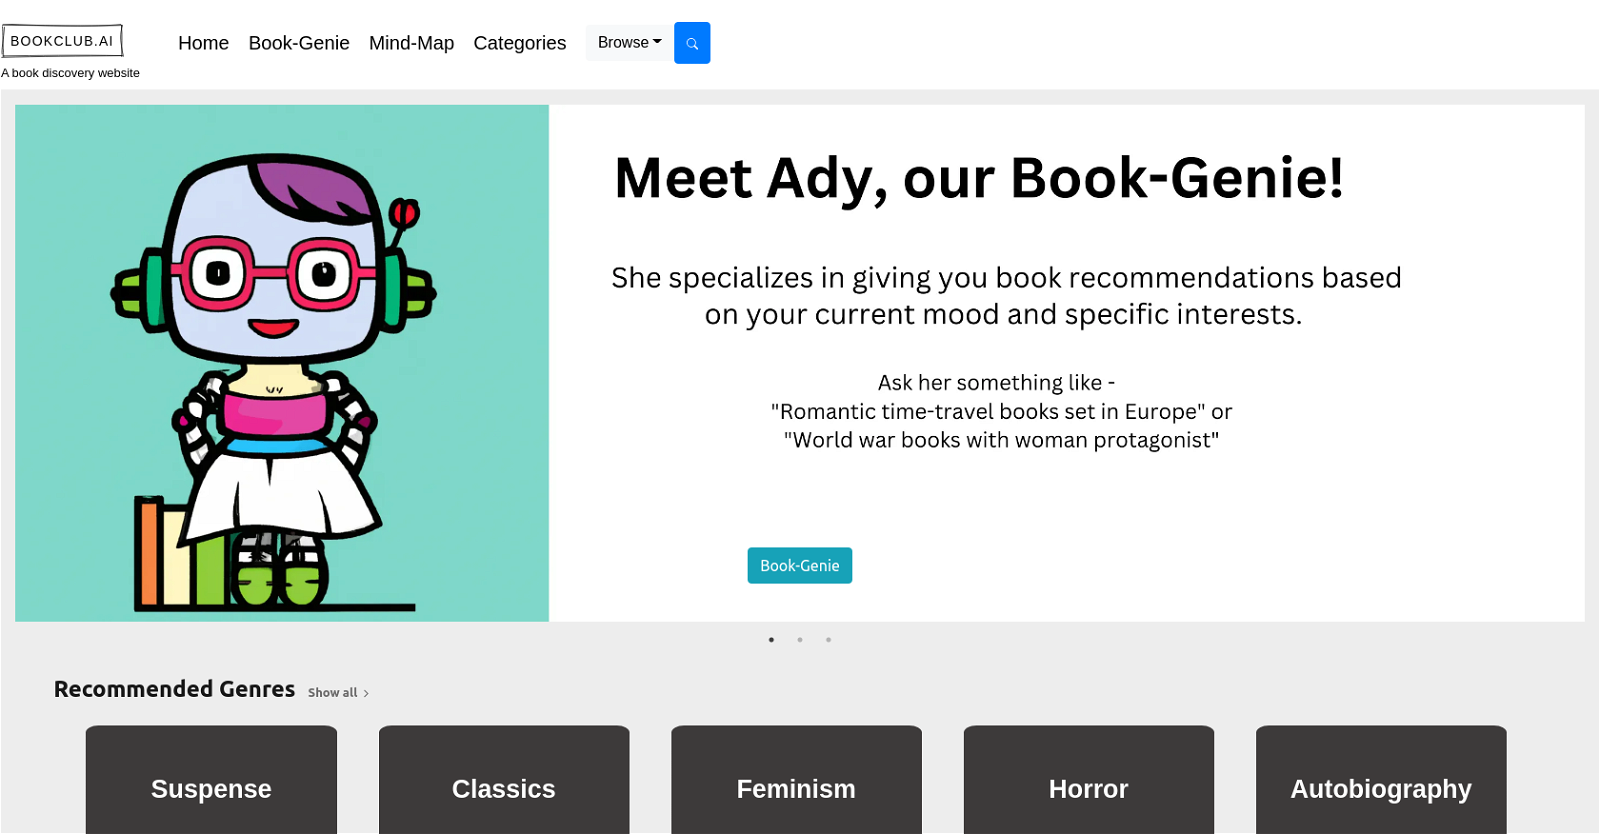 BOOKCLUB.AI
A book discovery website
Home Book-Genie Mind-Map Categories Browse
Meet Ady, our Book-Genie!
She specializes in giving you book recommendations based
on your current mood and specific interests.
Ask her something like -
"Romantic time-travel books set in Europe" or
"World war books with woman protagonist"
Book-Genie
Recommended Genres Show all >
Suspense Classics Feminism Horror Autobiography